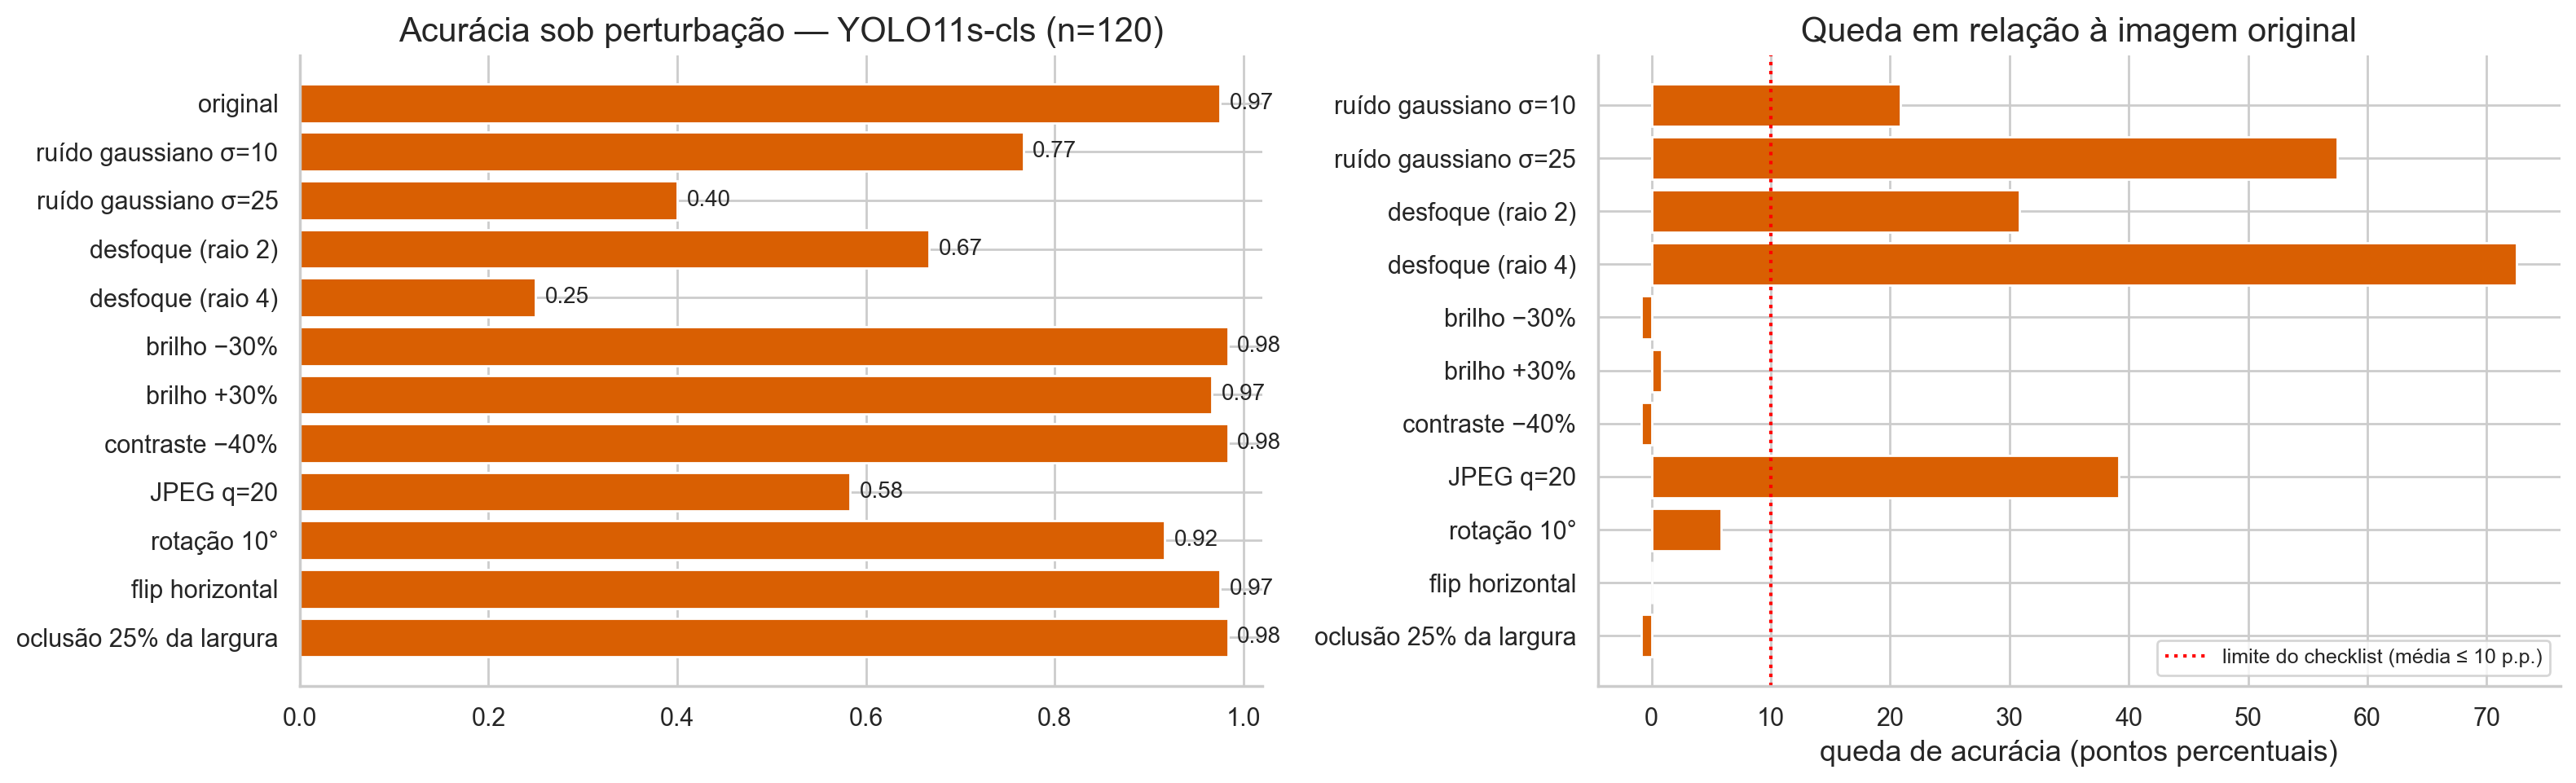 Acurácia sob perturbação — YOLO11s-cls (n=120)
original 0.97
ruído gaussiano σ=10 0.77
ruído gaussiano σ=25 0.40
desfoque (raio 2) 0.67
desfoque (raio 4) 0.25
brilho −30% 0.98
brilho +30% 0.97
contraste −40% 0.98
JPEG q=20 0.58
rotação 10° 0.92
flip horizontal 0.97
oclusão 25% da largura 0.98
0.0 0.2 0.4 0.6 0.8 1.0
Queda em relação à imagem original
ruído gaussiano σ=10
ruído gaussiano σ=25
desfoque (raio 2)
desfoque (raio 4)
brilho −30%
brilho +30%
contraste −40%
JPEG q=20
rotação 10°
flip horizontal
oclusão 25% da largura
limite do checklist (média ≤ 10 p.p.)
0 10 20 30 40 50 60 70
queda de acurácia (pontos percentuais)